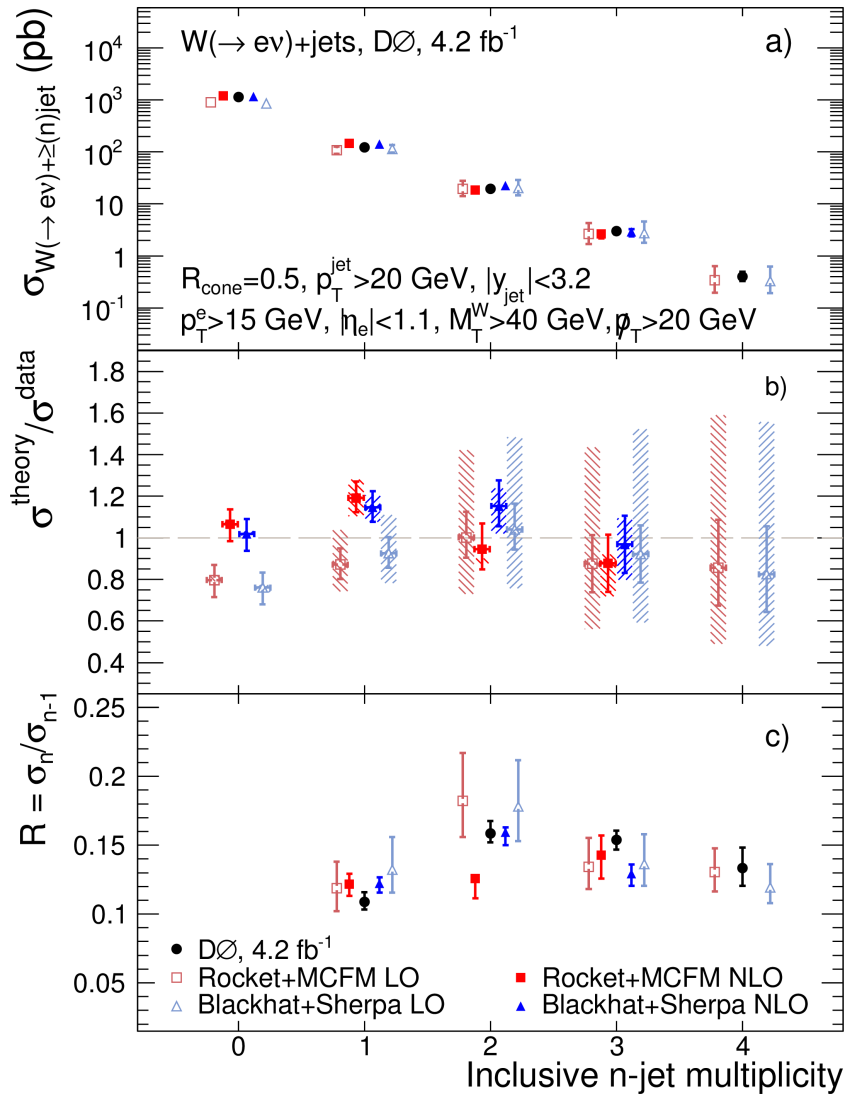 W(→ eν)+jets, DØ, 4.2 fb⁻¹
a)
σ_W(→ eν)+≥(n)jet (pb)
10⁴
10³
10²
10
1
10⁻¹
R_cone=0.5, p_T^jet>20 GeV, |y_jet|<3.2
p_T^e>15 GeV, |η_e|<1.1, M_T^W>40 GeV, p̸_T>20 GeV
b)
σ^theory/σ^data
1.8
1.6
1.4
1.2
1
0.8
0.6
0.4
c)
R = σ_n/σ_n-1
0.25
0.2
0.15
0.1
0.05
DØ, 4.2 fb⁻¹
Rocket+MCFM LO
Rocket+MCFM NLO
Blackhat+Sherpa LO
Blackhat+Sherpa NLO
0 1 2 3 4
Inclusive n-jet multiplicity